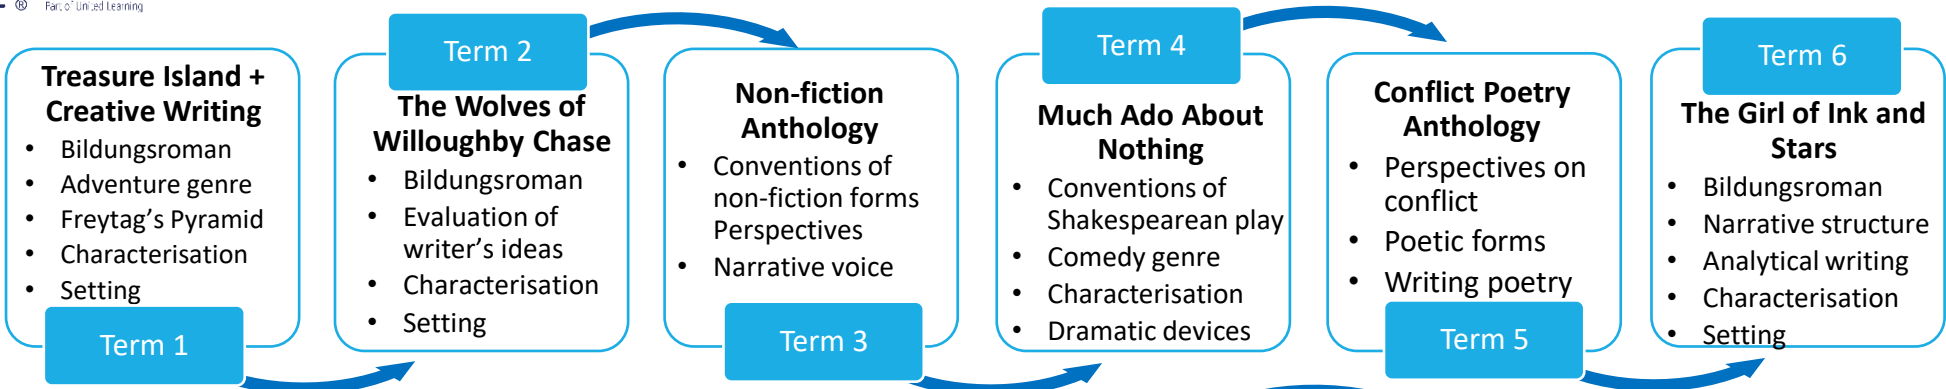 ® Part of United Learning
Treasure Island +
Creative Writing
• Bildungsroman
• Adventure genre
• Freytag's Pyramid
• Characterisation
• Setting
Term 1
Term 2
The Wolves of
Willoughby Chase
• Bildungsroman
• Evaluation of
writer's ideas
• Characterisation
• Setting
Non-fiction
Anthology
• Conventions of
non-fiction forms
Perspectives
• Narrative voice
Term 3
Term 4
Much Ado About
Nothing
• Conventions of
Shakespearean play
• Comedy genre
• Characterisation
• Dramatic devices
Conflict Poetry
Anthology
• Perspectives on
conflict
• Poetic forms
• Writing poetry
Term 5
Term 6
The Girl of Ink and
Stars
• Bildungsroman
• Narrative structure
• Analytical writing
• Characterisation
• Setting